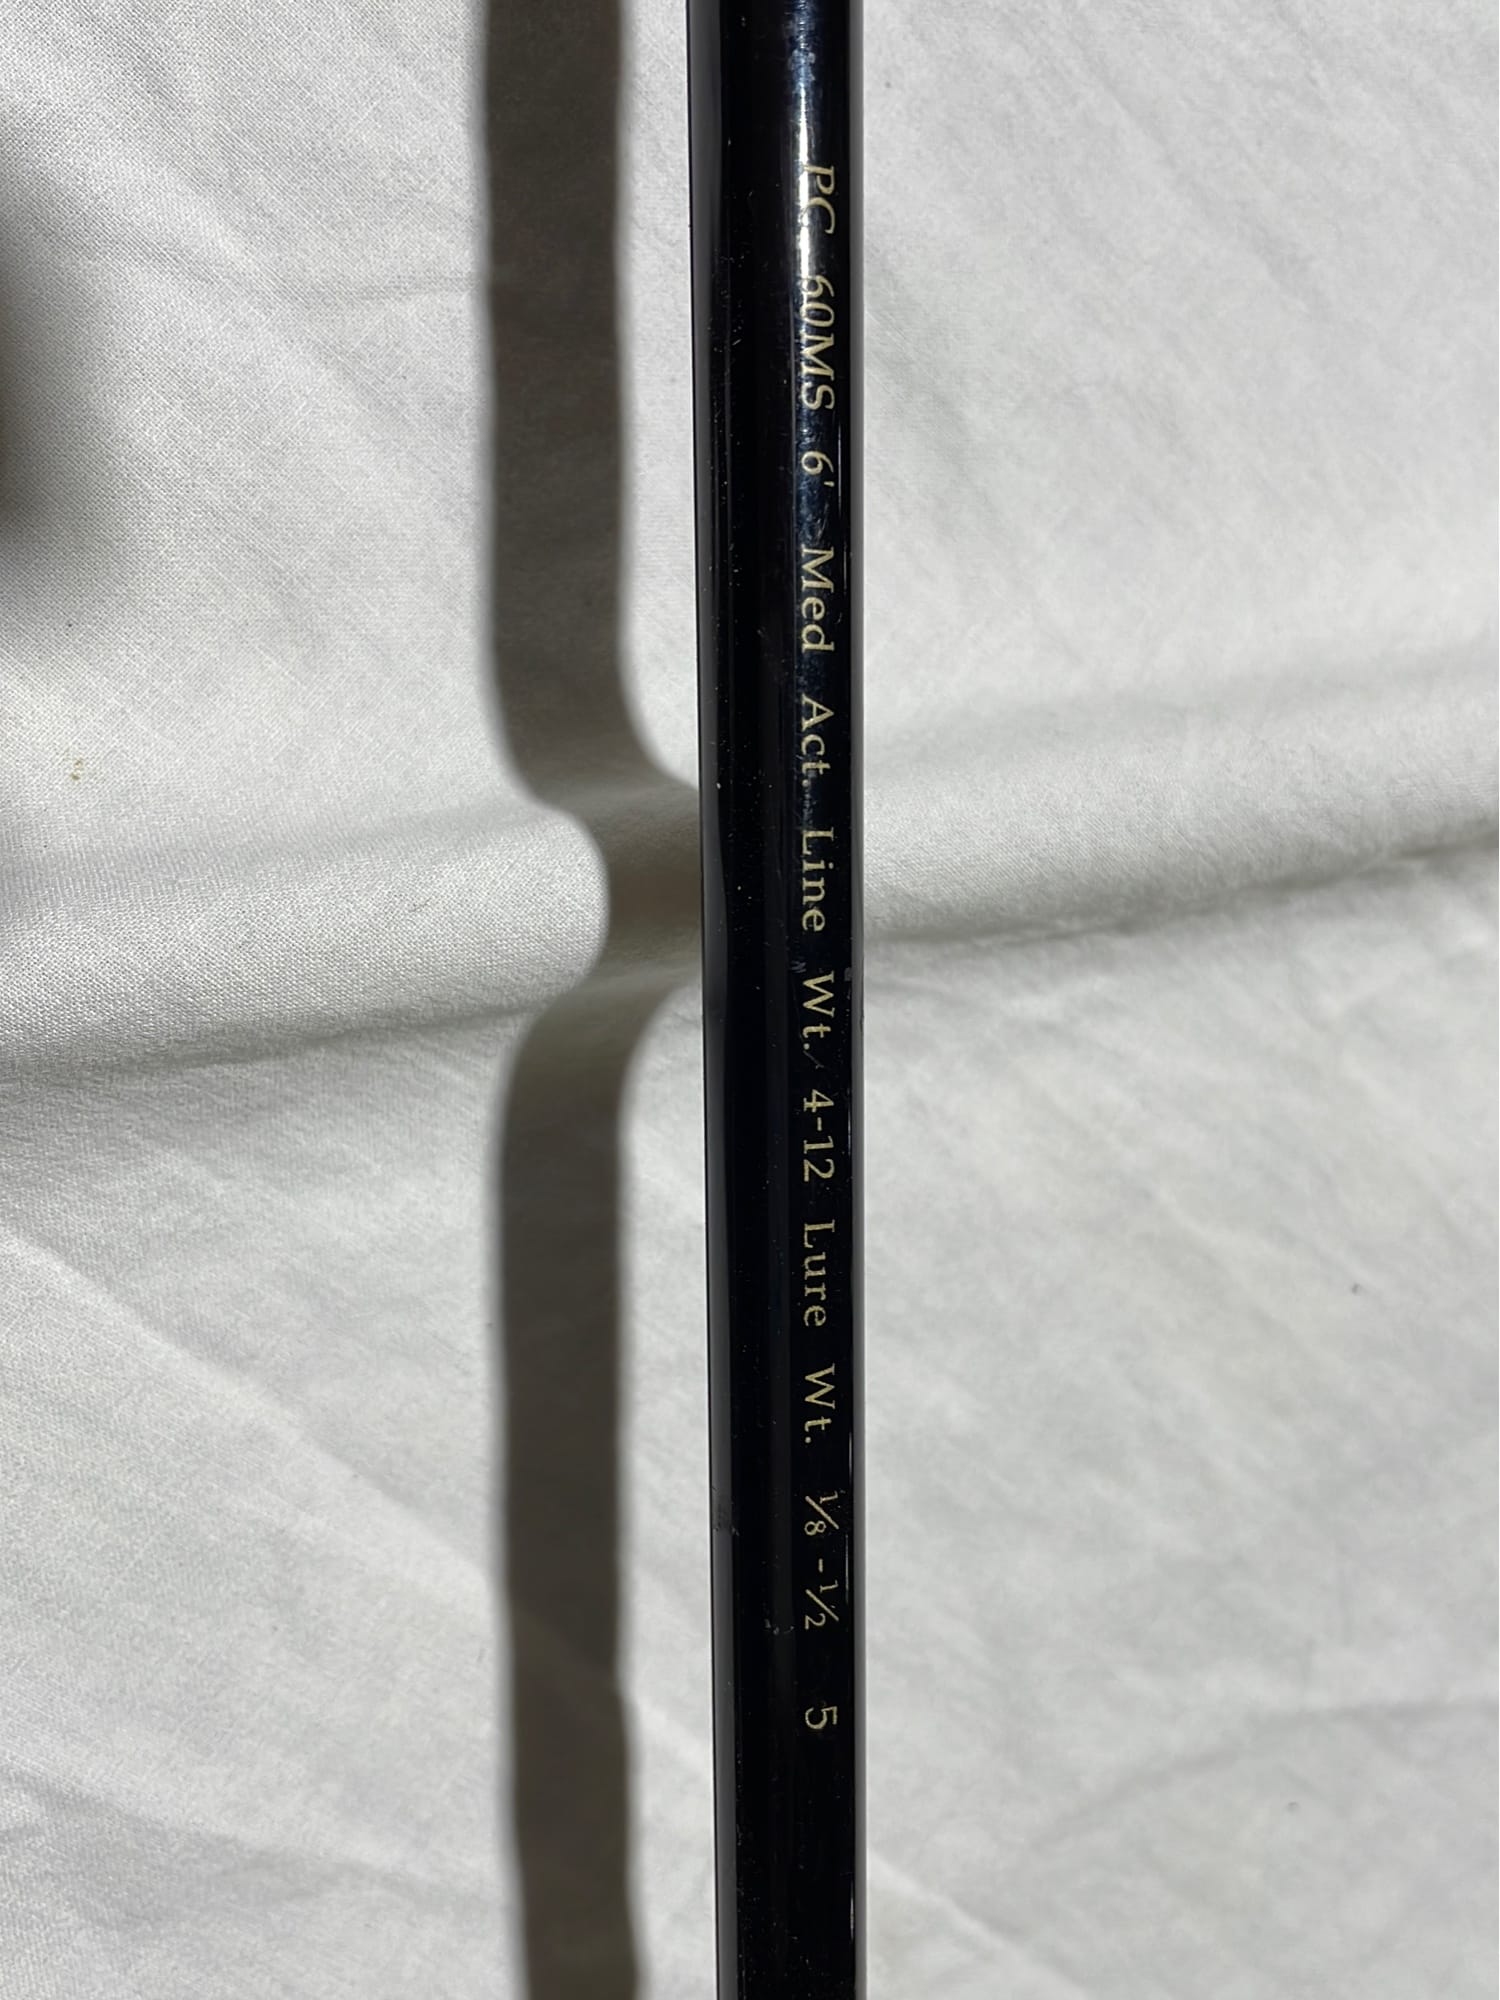 PC 60MS 6' Med Act. Line Wt. 4-12 Lure Wt. ⅛-½ 5